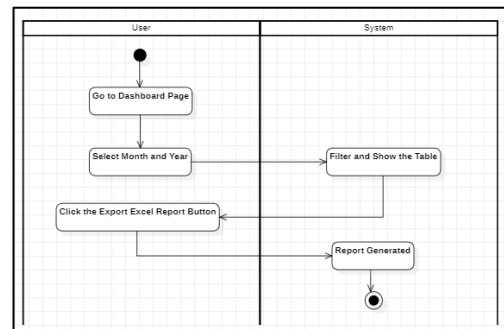 User
System
Go to Dashboard Page
Select Month and Year
Filter and Show the Table
Click the Export Excel Report Button
Report Generated